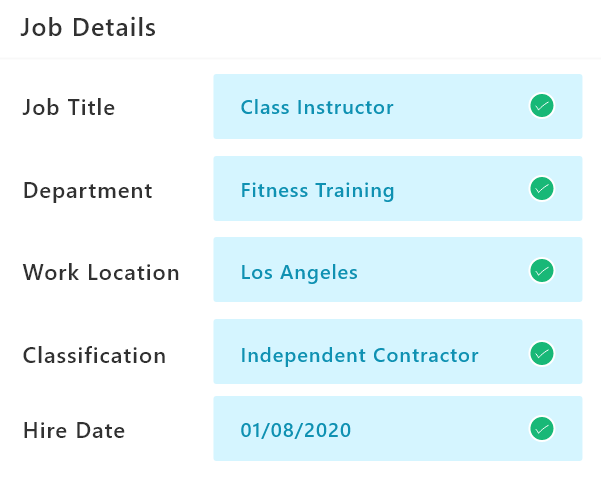 Job Details
Job Title Class Instructor
Department Fitness Training
Work Location Los Angeles
Classification Independent Contractor
Hire Date 01/08/2020